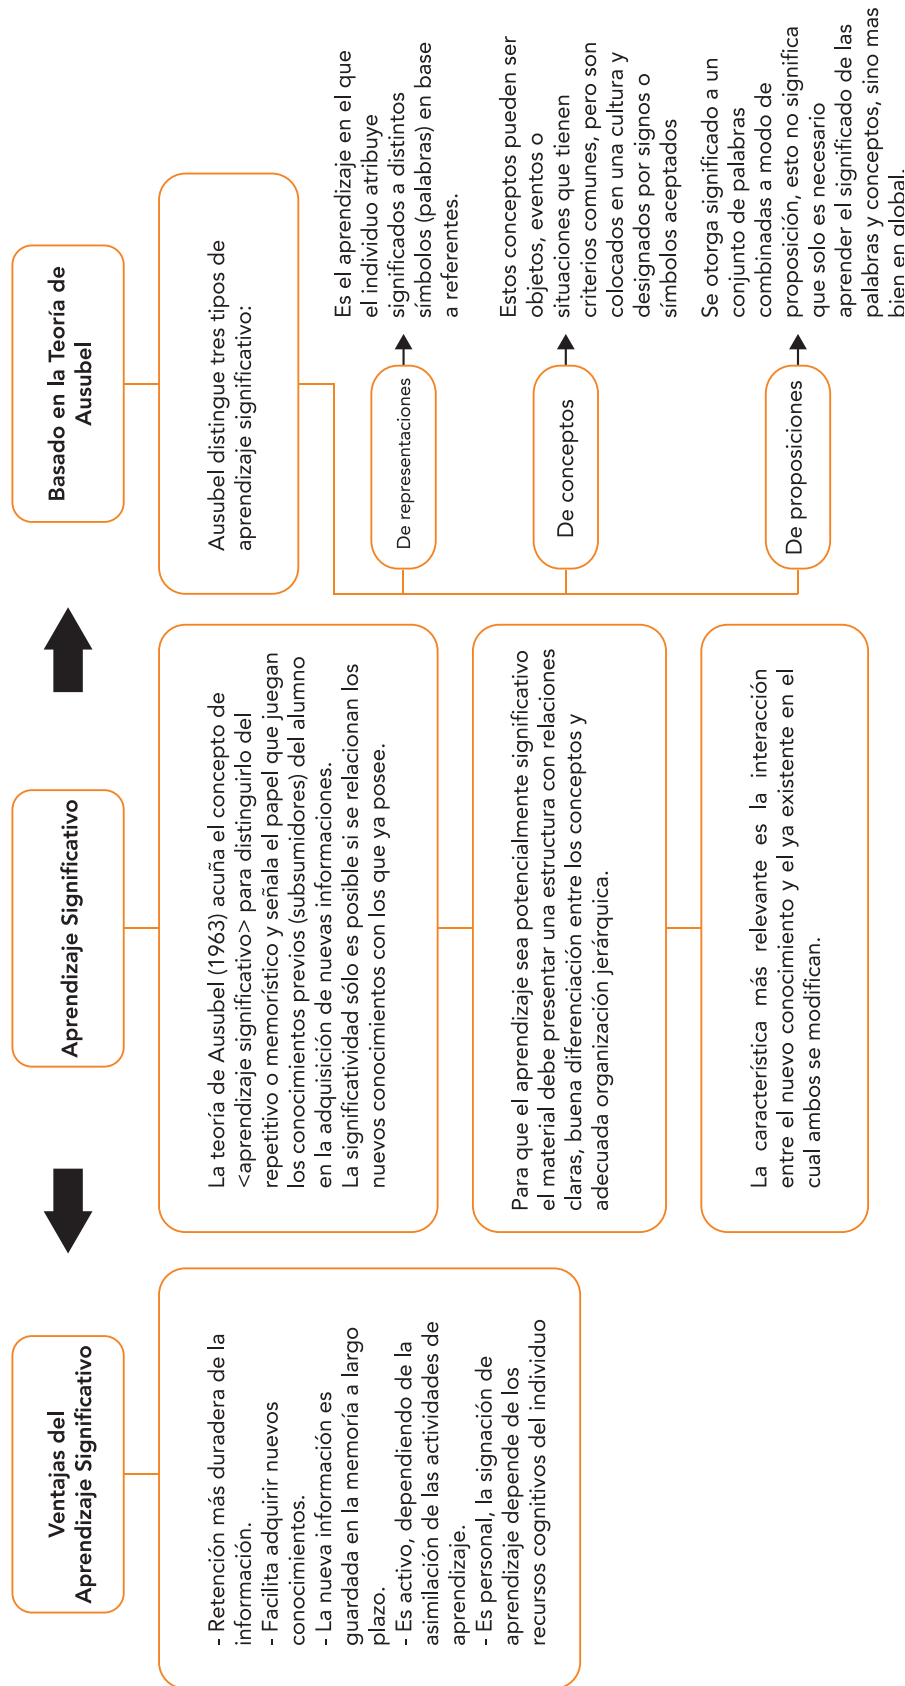 Ventajas del
Aprendizaje Significativo
- Retención más duradera de la
información.
- Facilita adquirir nuevos
conocimientos.
- La nueva información es
guardada en la memoría a largo
plazo.
- Es activo, dependiendo de la
asimilación de las actividades de
aprendizaje.
- Es personal, la signación de
aprendizaje depende de los
recursos cognitivos del individuo
Aprendizaje Significativo
La teoría de Ausubel (1963) acuña el concepto de
<aprendizaje significativo> para distinguirlo del
repetitivo o memorístico y señala el papel que juegan
los conocimientos previos (subsumidores) del alumno
en la adquisición de nuevas informaciones.
La significatividad sólo es posible si se relacionan los
nuevos conocimientos con los que ya posee.
Para que el aprendizaje sea potencialmente significativo
el material debe presentar una estructura con relaciones
claras, buena diferenciación entre los conceptos y
adecuada organización jerárquica.
La característica más relevante es la interacción
entre el nuevo conocimiento y el ya existente en el
cual ambos se modifican.
Basado en la Teoría de
Ausubel
Ausubel distingue tres tipos de
aprendizaje significativo:
De representaciones
Es el aprendizaje en el que
el individuo atribuye
significados a distintos
símbolos (palabras) en base
a referentes.
De conceptos
Estos conceptos pueden ser
objetos, eventos o
situaciones que tienen
criterios comunes, pero son
colocados en una cultura y
designados por signos o
símbolos aceptados
De proposiciones
Se otorga significado a un
conjunto de palabras
combinadas a modo de
proposición, esto no significa
que solo es necesario
aprender el significado de las
palabras y conceptos, sino mas
bien en global.